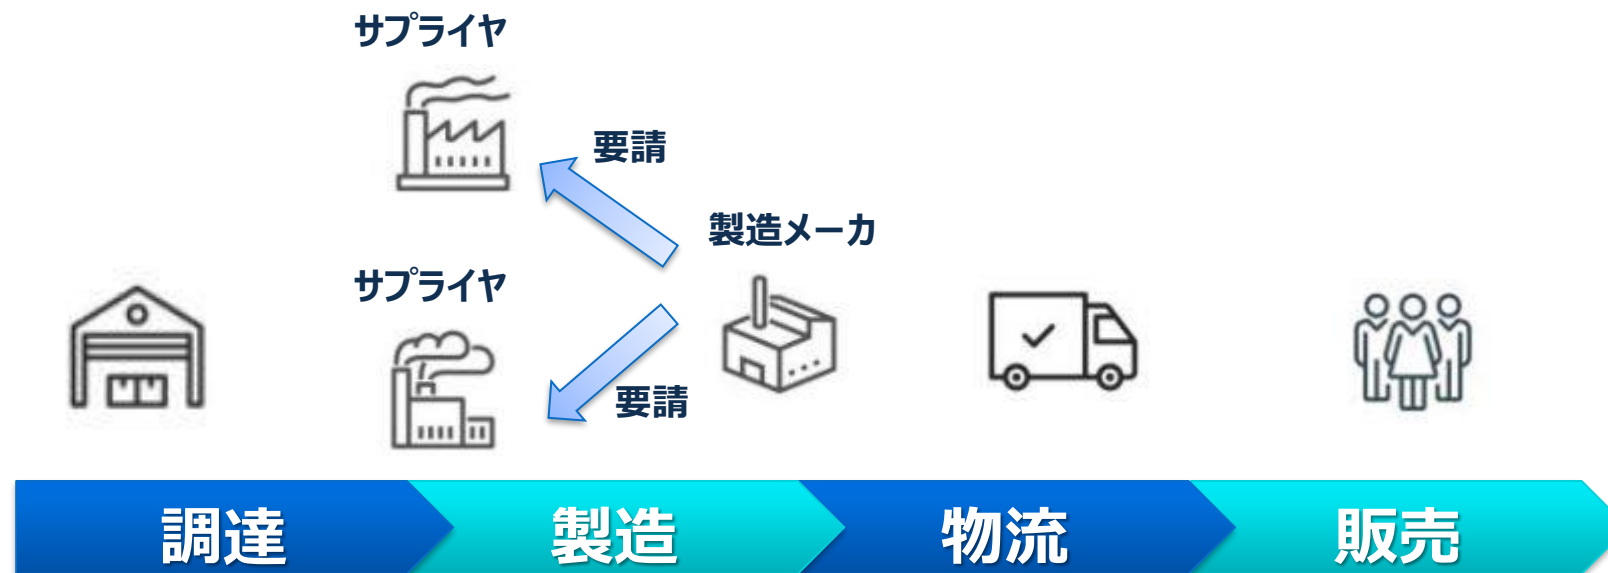 サプライヤ
要請
製造メーカ
サプライヤ
要請
調達
製造
物流
販売